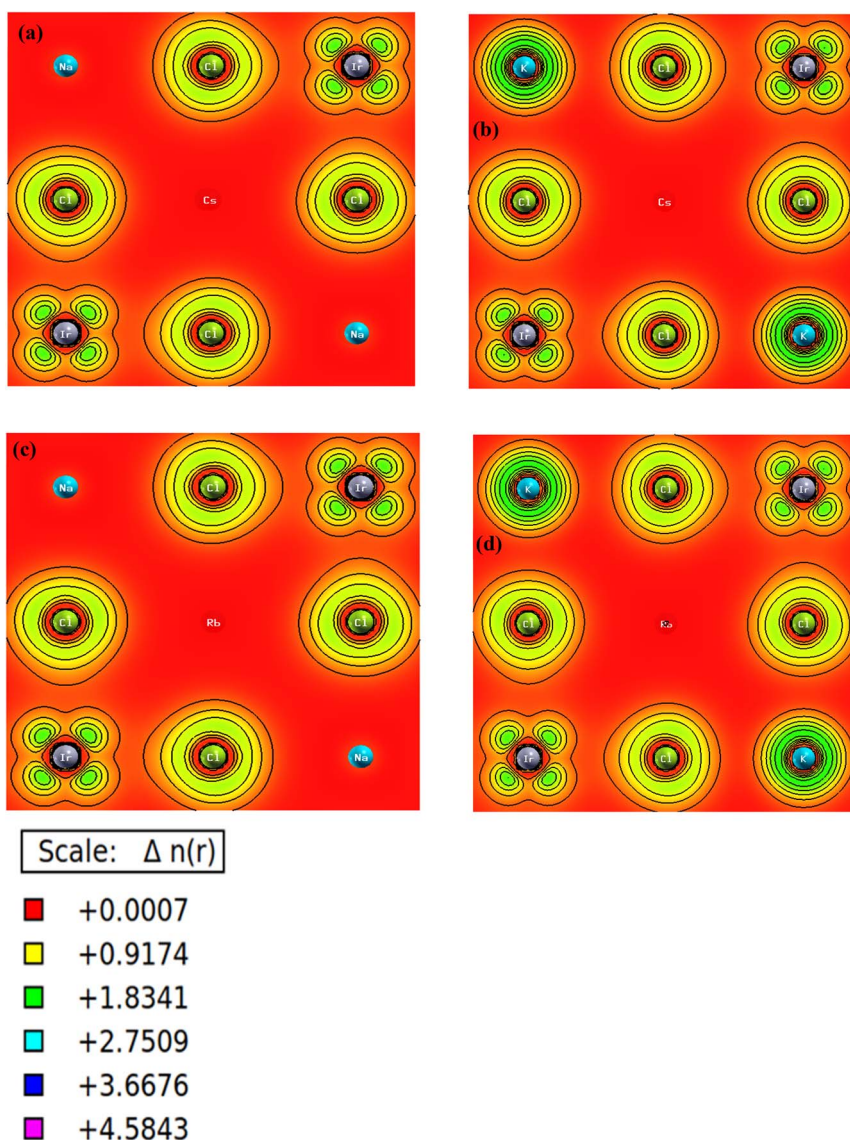 (a)
Na Cl Ir
Cl Cs Cl
Ir Cl Na
(b)
K Cl Ir
Cl Cs Cl
Ir Cl K
(c)
Na Cl Ir
Cl Rb Cl
Ir Cl Na
(d)
K Cl Ir
Cl Cl
Ir Cl K
Scale: Δ n(r)
+0.0007
+0.9174
+1.8341
+2.7509
+3.6676
+4.5843